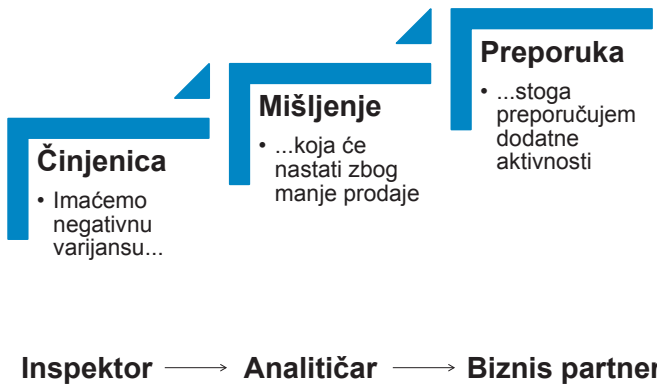 Činjenica
• Imaćemo
negativnu
varijansu...
Mišljenje
• ...koja će
nastati zbog
manje prodaje
Preporuka
• ...stoga
preporučujem
dodatne
aktivnosti
Inspektor → Analitičar → Biznis partner